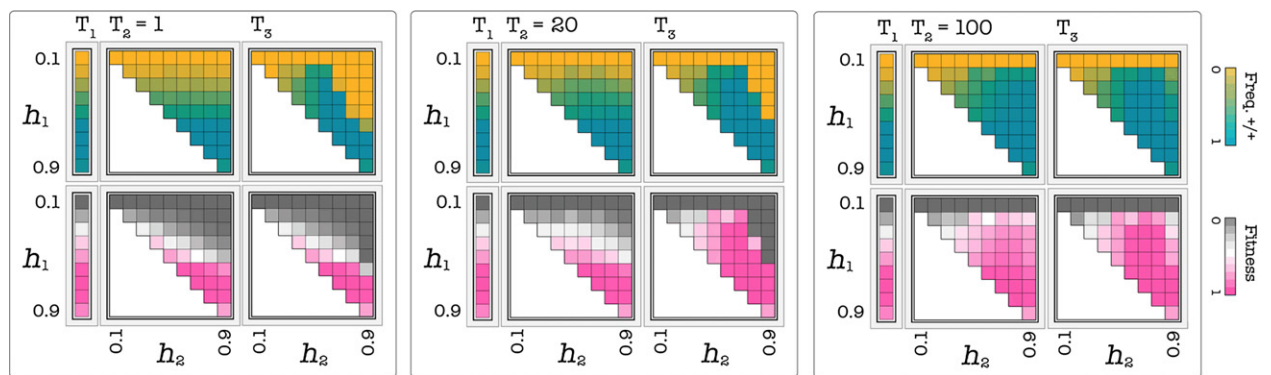 T₁ T₂ = 1 T₃
0.1
h₁
0.9
0.1
h₁
0.9
0.1 h₂ 0.9
T₁ T₂ = 20 T₃
0.1
h₁
0.9
0.1
h₁
0.9
0.1 h₂ 0.9
T₁ T₂ = 100 T₃
0.1
h₁
0.9
0.1
h₁
0.9
0.1 h₂ 0.9
0 1
Freq. +/+
0 1
Fitness